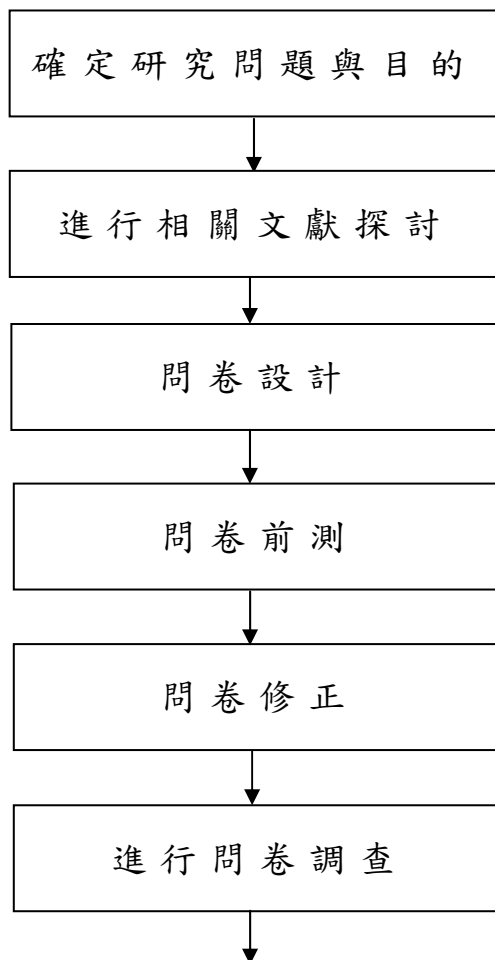 確定研究問題與目的
進行相關文獻探討
問卷設計
問卷前測
問卷修正
進行問卷調查